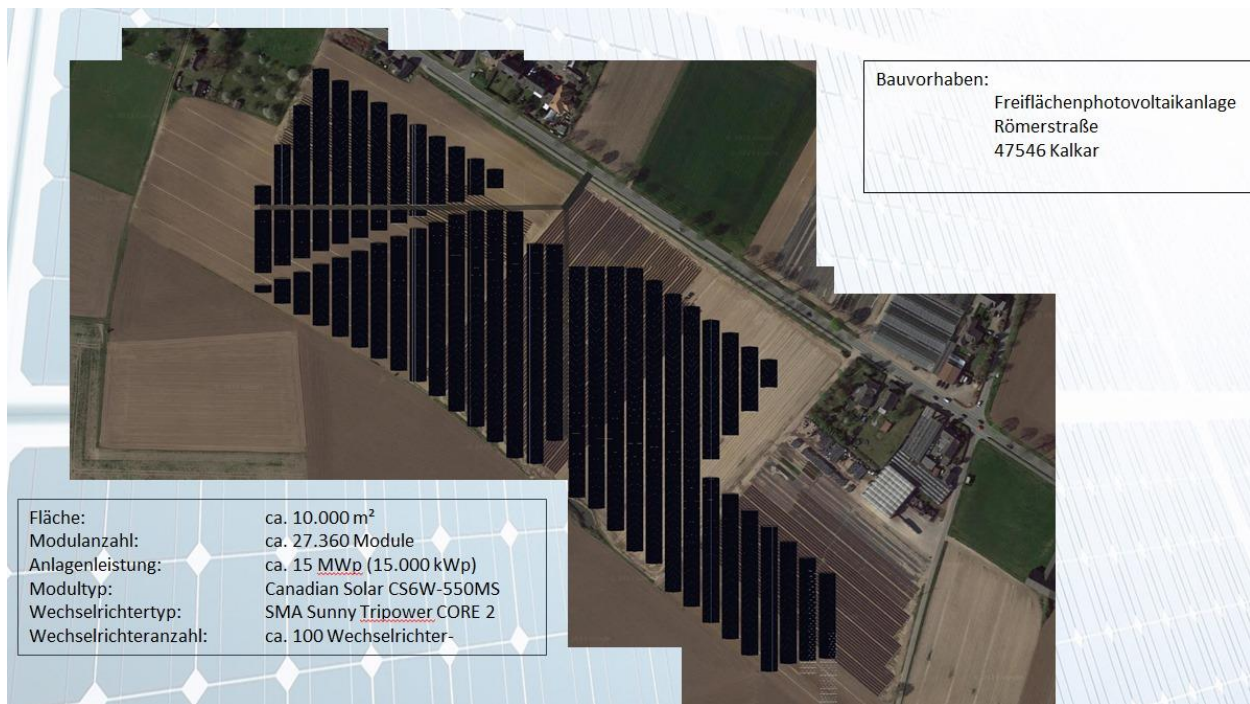 Bauvorhaben:
Freiflächenphotovoltaikanlage
Römerstraße
47546 Kalkar
Fläche: ca. 10.000 m²
Modulanzahl: ca. 27.360 Module
Anlagenleistung: ca. 15 MWp (15.000 kWp)
Modultyp: Canadian Solar CS6W-550MS
Wechselrichtertyp: SMA Sunny Tripower CORE 2
Wechselrichteranzahl: ca. 100 Wechselrichter-